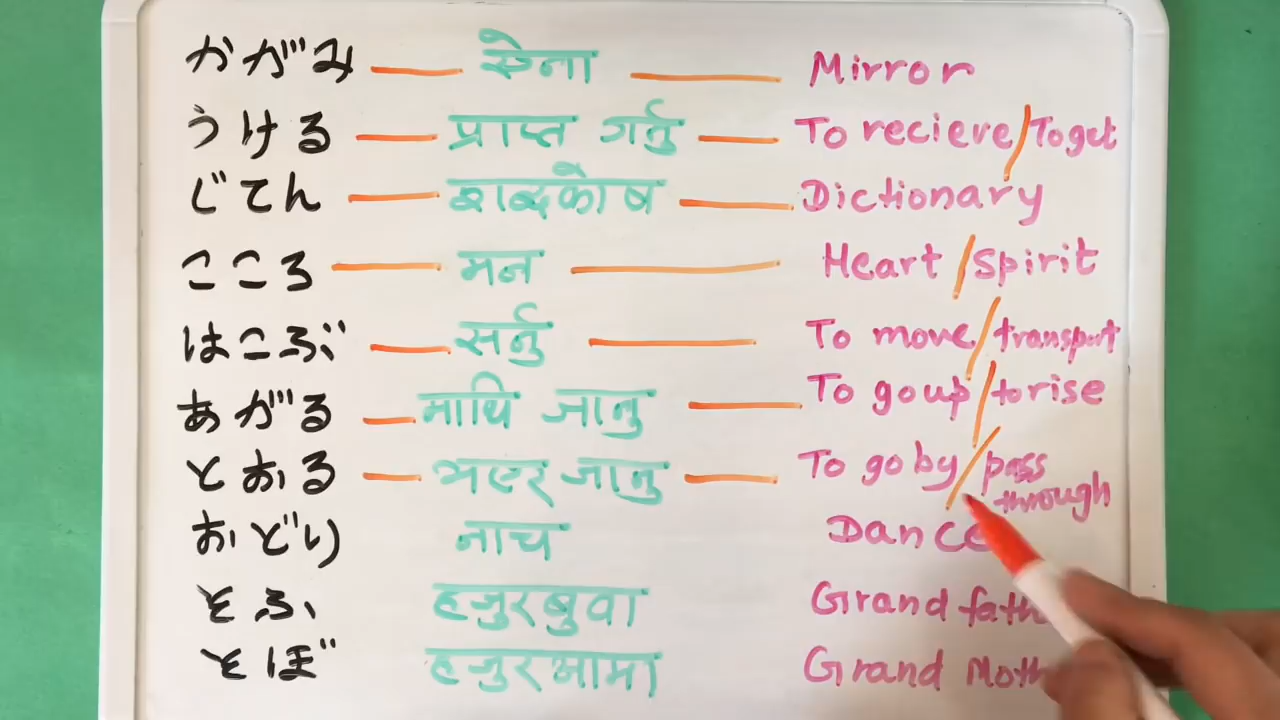 かがみ सेना Mirror
うける प्राप्त गर्नु To recieve/To get
じてん शब्दकोष Dictionary
こころ मन Heart/Spirit
はこぶ सर्नु To move/transport
あがる माथि जानु To go up/to rise
とおる भएर जानु To go by/pass through
おどり नाच Dance
そふ हजुरबुवा Grand fath
そぼ हजुरआमा Grand Moth